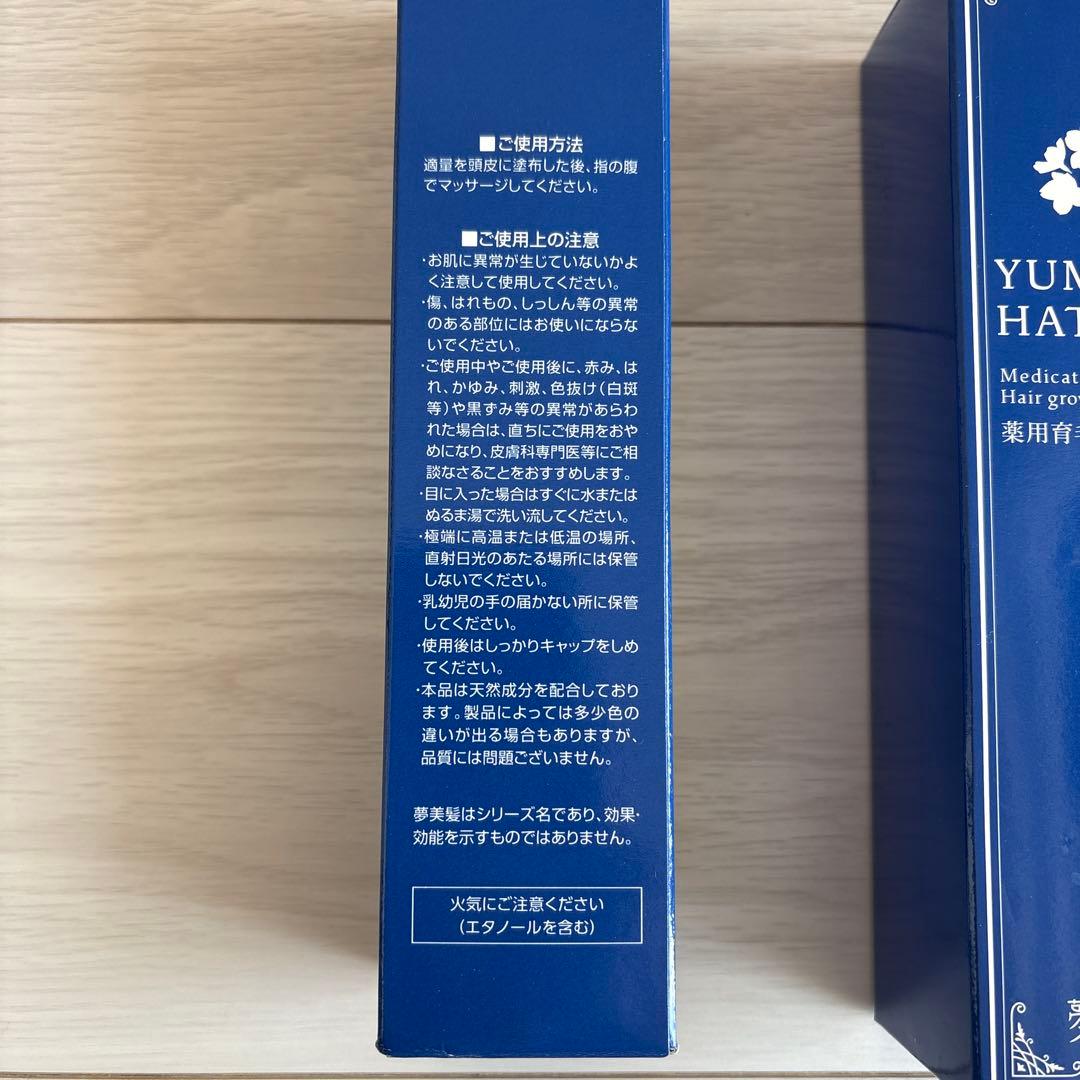 ■ご使用方法
適量を頭皮に塗布した後、指の腹
でマッサージしてください。
■ご使用上の注意
・お肌に異常が生じていないかよ
く注意して使用してください。
・傷、はれもの、しっしん等の異常
のある部位にはお使いにならな
いでください。
・ご使用中やご使用後に、赤み、は
れ、かゆみ、刺激、色抜け(白斑
等)や黒ずみ等の異常があらわ
れた場合は、直ちにご使用をおや
めになり、皮膚科専門医等にご相
談なさることをおすすめします。
・目に入った場合はすぐに水または
ぬるま湯で洗い流してください。
・極端に高温または低温の場所、
直射日光のあたる場所には保管
しないでください。
・乳幼児の手の届かない所に保管
してください。
・使用後はしっかりキャップをしめ
てください。
・本品は天然成分を配合しており
ます。製品によっては多少色の
違いが出る場合もありますが、
品質には問題ございません。
夢美髪はシリーズ名であり、効果・
効能を示すものではありません。
火気にご注意ください
(エタノールを含む)
YUM
HAT
Medicat
Hair grow
薬用育